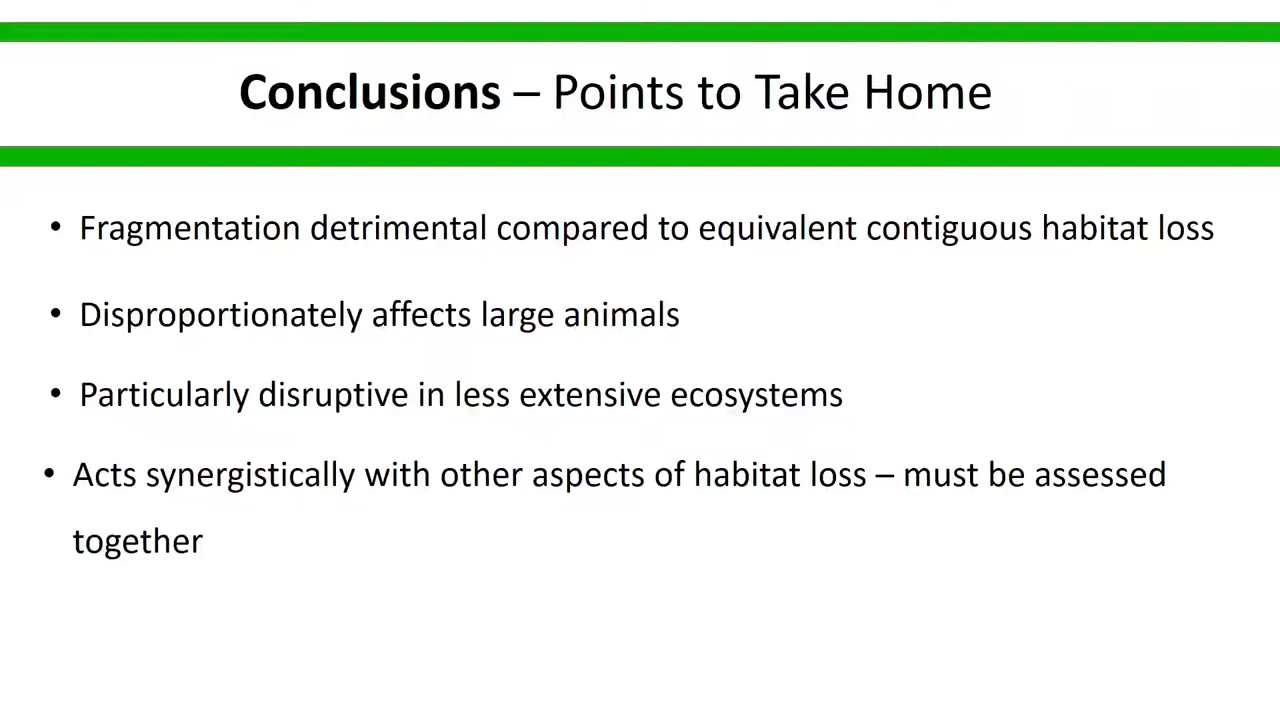 Conclusions – Points to Take Home
• Fragmentation detrimental compared to equivalent contiguous habitat loss
• Disproportionately affects large animals
• Particularly disruptive in less extensive ecosystems
• Acts synergistically with other aspects of habitat loss – must be assessed
together